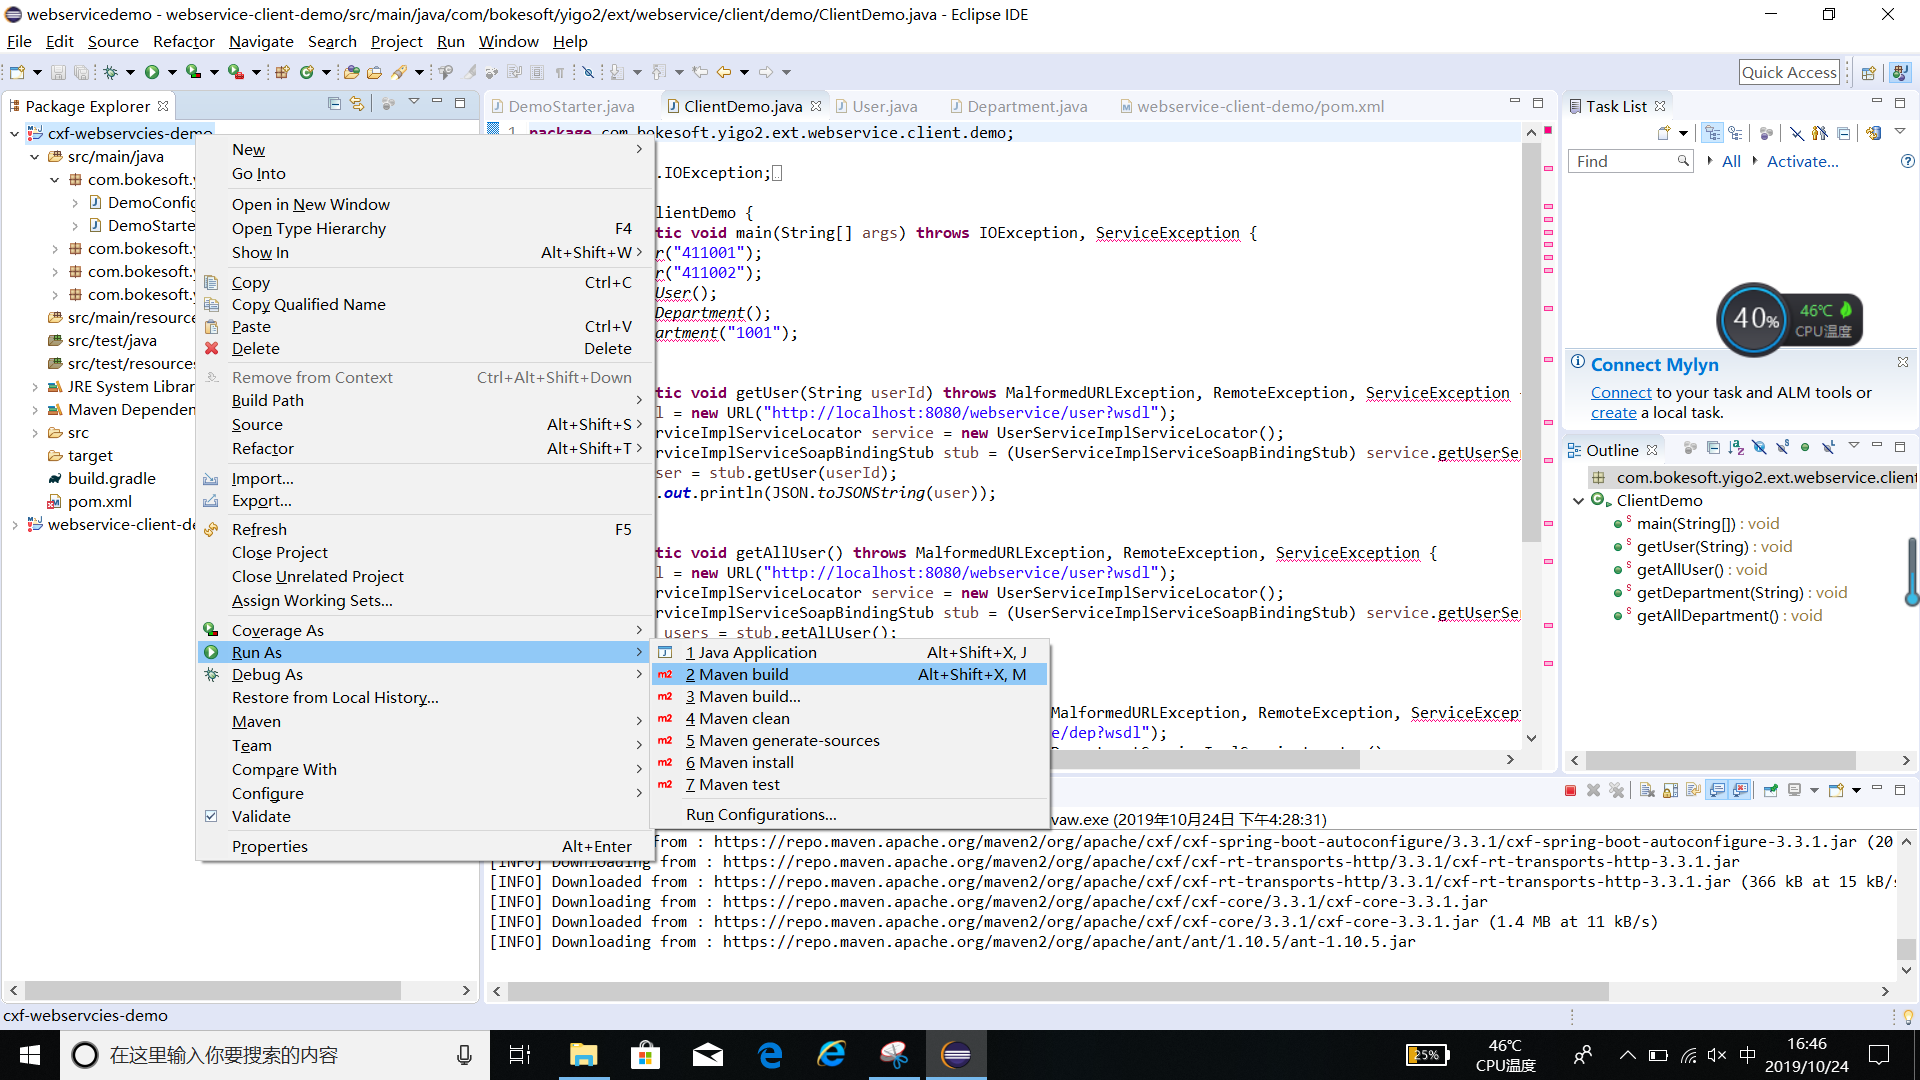 webservicedemo - webservice-client-demo/src/main/java/com/bokesoft/yigo2/ext/webservice/client/demo/ClientDemo.java - Eclipse IDE
File Edit Source Refactor Navigate Search Project Run Window Help
Quick Access
Package Explorer
cxf-webservcies-demo
src/main/java
com.bokesoft.y
DemoConfig
DemoStarte
com.bokesoft.y
com.bokesoft.y
com.bokesoft.y
src/main/resource
src/test/java
src/test/resources
JRE System Librar
Maven Dependen
src
target
build.gradle
pom.xml
webservice-client-de
New
Go Into
Open in New Window
Open Type Hierarchy F4
Show In Alt+Shift+W
Copy Ctrl+C
Copy Qualified Name
Paste Ctrl+V
Delete Delete
Remove from Context Ctrl+Alt+Shift+Down
Build Path
Source Alt+Shift+S
Refactor Alt+Shift+T
Import...
Export...
Refresh F5
Close Project
Close Unrelated Project
Assign Working Sets...
Coverage As
Run As
Debug As
Restore from Local History...
Maven
Team
Compare With
Configure
Validate
Properties Alt+Enter
1 Java Application Alt+Shift+X, J
2 Maven build Alt+Shift+X, M
3 Maven build...
4 Maven clean
5 Maven generate-sources
6 Maven install
7 Maven test
Run Configurations...
DemoStarter.java ClientDemo.java User.java Department.java webservice-client-demo/pom.xml
1 package com.bokesoft.yigo2.ext.webservice.client.demo;
.IOException;
lientDemo {
tic void main(String[] args) throws IOException, ServiceException {
r("411001");
r("411002");
User();
Department();
artment("1001");
tic void getUser(String userId) throws MalformedURLException, RemoteException, ServiceException
l = new URL("http://localhost:8080/webservice/user?wsdl");
rviceImplServiceLocator service = new UserServiceImplServiceLocator();
rviceImplServiceSoapBindingStub stub = (UserServiceImplServiceSoapBindingStub) service.getUserSe
ser = stub.getUser(userId);
.out.println(JSON.toJSONString(user));
tic void getAllUser() throws MalformedURLException, RemoteException, ServiceException {
l = new URL("http://localhost:8080/webservice/user?wsdl");
rviceImplServiceLocator service = new UserServiceImplServiceLocator();
rviceImplServiceSoapBindingStub stub = (UserServiceImplServiceSoapBindingStub) service.getUserSe
users = stub.getAlLUser();
MalformedURLException, RemoteException, ServiceExcept
e/dep?wsdl");
Task List
Find All Activate...
40% 46℃
CPU温度
Connect Mylyn
Connect to your task and ALM tools or
create a local task.
Outline
com.bokesoft.yigo2.ext.webservice.client
ClientDemo
main(String[]) : void
getUser(String) : void
getAllUser() : void
getDepartment(String) : void
getAllDepartment() : void
vaw.exe (2019年10月24日 下午4:28:31)
from : https://repo.maven.apache.org/maven2/org/apache/cxf/cxf-spring-boot-autoconfigure/3.3.1/cxf-spring-boot-autoconfigure-3.3.1.jar (20
[INFO] Downloading from : https://repo.maven.apache.org/maven2/org/apache/cxf/cxf-rt-transports-http/3.3.1/cxf-rt-transports-http-3.3.1.jar
[INFO] Downloaded from : https://repo.maven.apache.org/maven2/org/apache/cxf/cxf-rt-transports-http/3.3.1/cxf-rt-transports-http-3.3.1.jar (366 kB at 15 kB/s
[INFO] Downloading from : https://repo.maven.apache.org/maven2/org/apache/cxf/cxf-core/3.3.1/cxf-core-3.3.1.jar
[INFO] Downloaded from : https://repo.maven.apache.org/maven2/org/apache/cxf/cxf-core/3.3.1/cxf-core-3.3.1.jar (1.4 MB at 11 kB/s)
[INFO] Downloading from : https://repo.maven.apache.org/maven2/org/apache/ant/ant/1.10.5/ant-1.10.5.jar
cxf-webservcies-demo
在这里输入你要搜索的内容
25%
46℃
CPU温度
中
16:46
2019/10/24